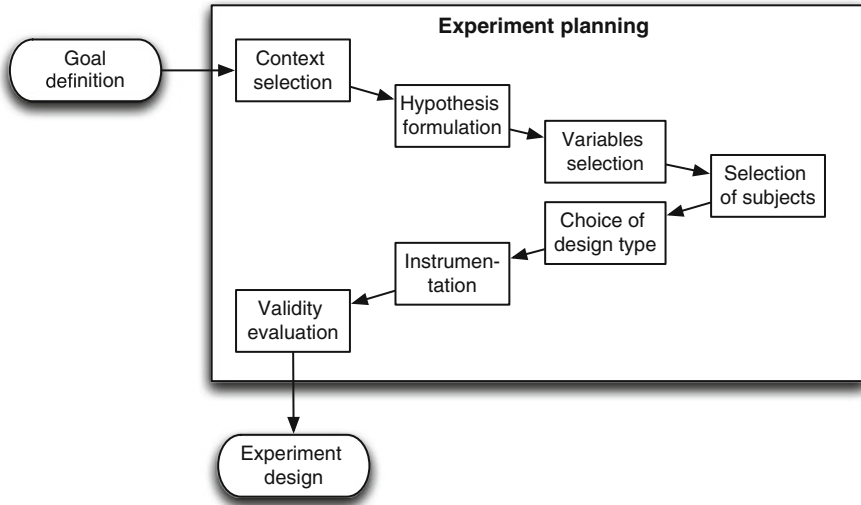 Experiment planning
Goal
definition
Context
selection
Hypothesis
formulation
Variables
selection
Selection
of subjects
Choice of
design type
Instrumen-
tation
Validity
evaluation
Experiment
design